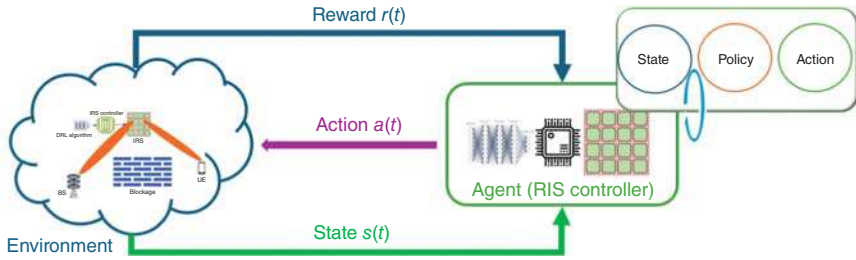 Reward r(t)
State
Policy
Action
IRS controller
DRL algorithm
IRS
Action a(t)
BS
Blockage
UE
Agent (RIS controller)
State s(t)
Environment